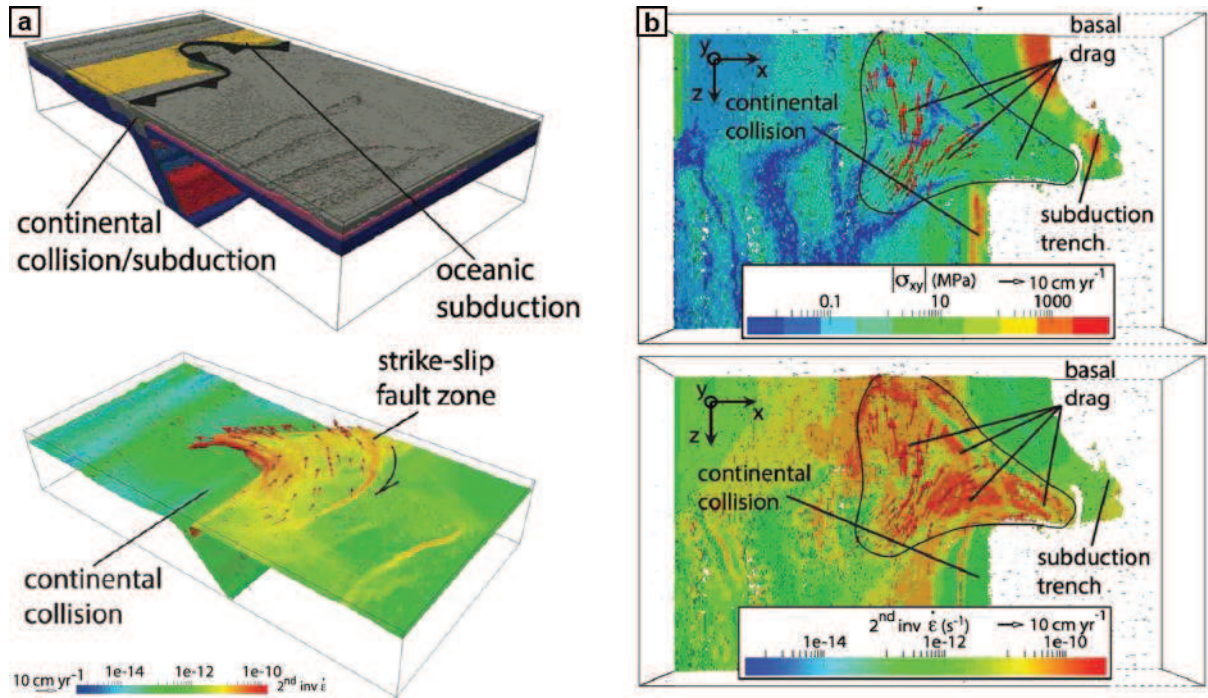 a
continental
collision/subduction
oceanic
subduction
strike-slip
fault zone
continental
collision
10 cm yr-1
1e-14
1e-12
1e-10
2nd inv ε̇
b
basal
drag
y
x
z
continental
collision
subduction
trench
|σxy| (MPa)
10 cm yr-1
0.1
10
1000
basal
drag
y
x
z
continental
collision
subduction
trench
2nd inv ε̇ (s-1)
10 cm yr-1
1e-14
1e-12
1e-10